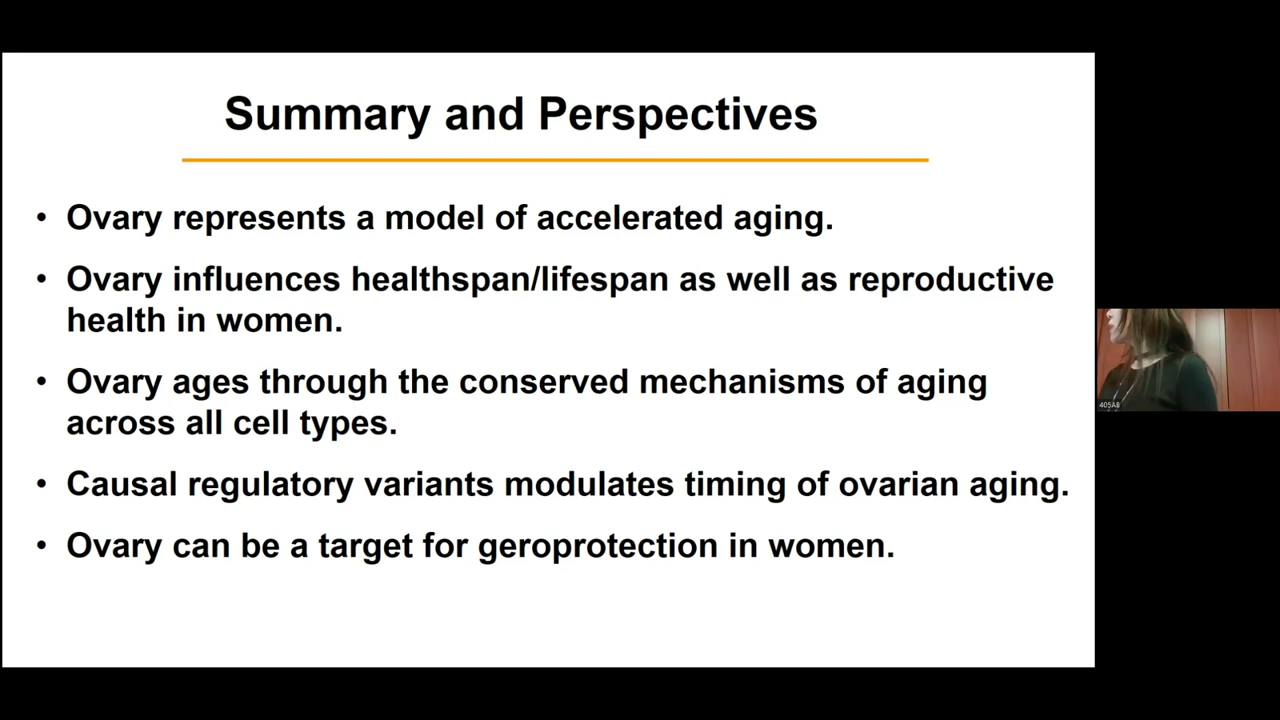 Summary and Perspectives
• Ovary represents a model of accelerated aging.
• Ovary influences healthspan/lifespan as well as reproductive
health in women.
• Ovary ages through the conserved mechanisms of aging
across all cell types.
• Causal regulatory variants modulates timing of ovarian aging.
• Ovary can be a target for geroprotection in women.
405AB